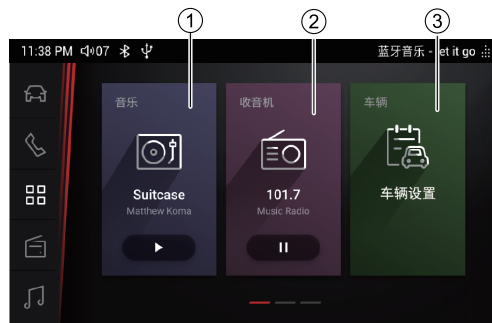 ① ② ③
11:38 PM 07 蓝牙音乐 - let it go
音乐 收音机 车辆
Suitcase 101.7 车辆设置
Matthew Koma Music Radio